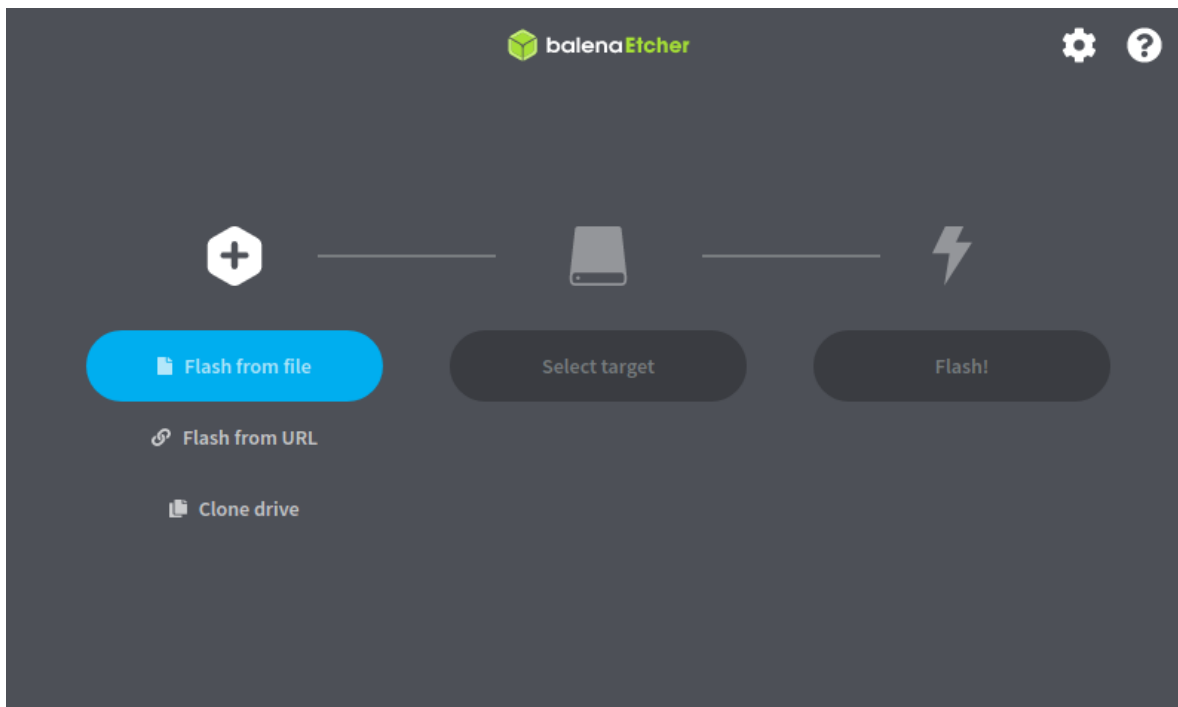 balenaEtcher
Flash from file
Select target
Flash!
Flash from URL
Clone drive